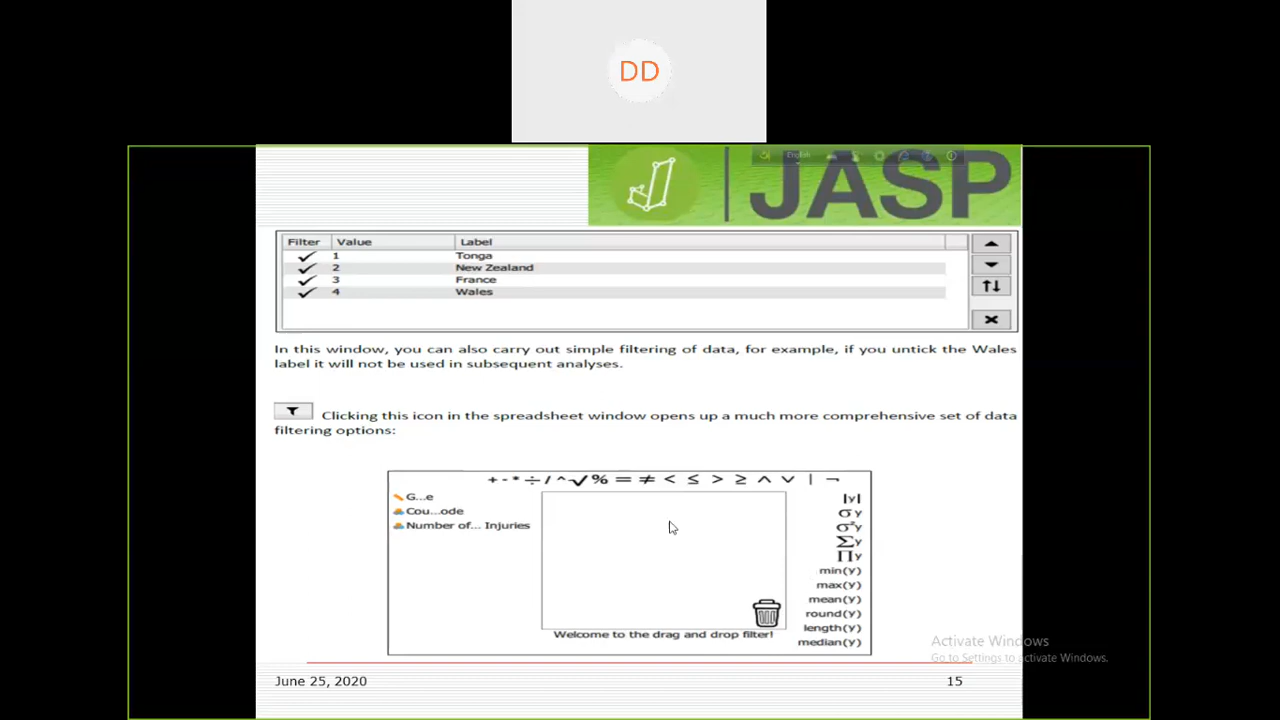 DD
English
JASP
Filter Value Label
1 Tonga
2 New Zealand
3 France
4 Wales
In this window, you can also carry out simple filtering of data, for example, if you untick the Wales
label it will not be used in subsequent analyses.
Clicking this icon in the spreadsheet window opens up a much more comprehensive set of data
filtering options:
+ - * ÷ / ^ √ % = ≠ < ≤ > ≥ ∧ ∨ | ¬
G...e
Cou...ode
Number of... Injuries
|y|
σ y
σ²y
∑y
∏y
min(y)
max(y)
mean(y)
round(y)
length(y)
median(y)
Welcome to the drag and drop filter!
Activate Windows
Go to Settings to activate Windows.
June 25, 2020 15